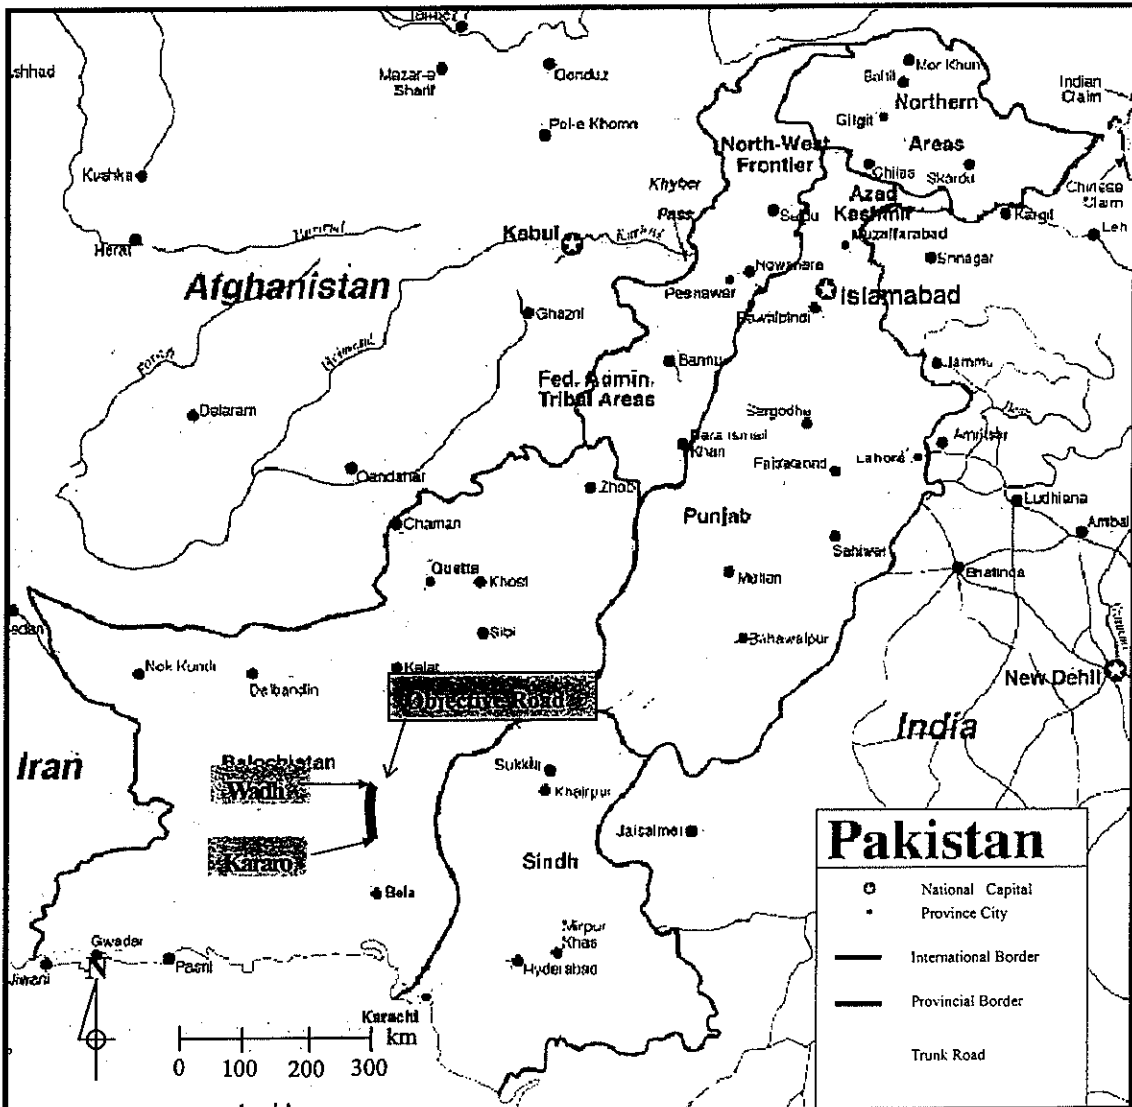 shhad
Mazar-e
Sharif
Qonduz
Mor Khun
Northern
Areas
Indian
Claim
Gilgit
Pol-e Khomri
North-West
Frontier
Kushka
Khyber
Pass
Chilas
Skardu
Chinese
Claim
Azad
Kashmir
Kargil
Leh
Muzaffarabad
Herat
Kabul
Srinagar
Afghanistan
Nowshera
Peshawar
Islamabad
Rawalpindi
Ghazni
Helmand
Bannu
Jammu
Fed. Admin.
Tribal Areas
Delaram
Sargodha
Amritsar
Lahore
Khan
Qandahar
Zhob
Ludhiana
Ambal
Chaman
Punjab
Sahiwal
Quetta
Khost
Multan
Bhatinda
Sibi
Bahawalpur
Nok Kundi
Dalbandin
Kalat
New Dehli
Objective Road
India
Iran
Balochistan
Wadh
Sukkur
Khairpur
Kararo
Sindh
Jaisalmer
Bela
Mirpur
Khas
Hyderabad
Gwadar
Jiwani
Pasni
N
Karachi
km
0 100 200 300
Pakistan
National Capital
Province City
International Border
Provincial Border
Trunk Road